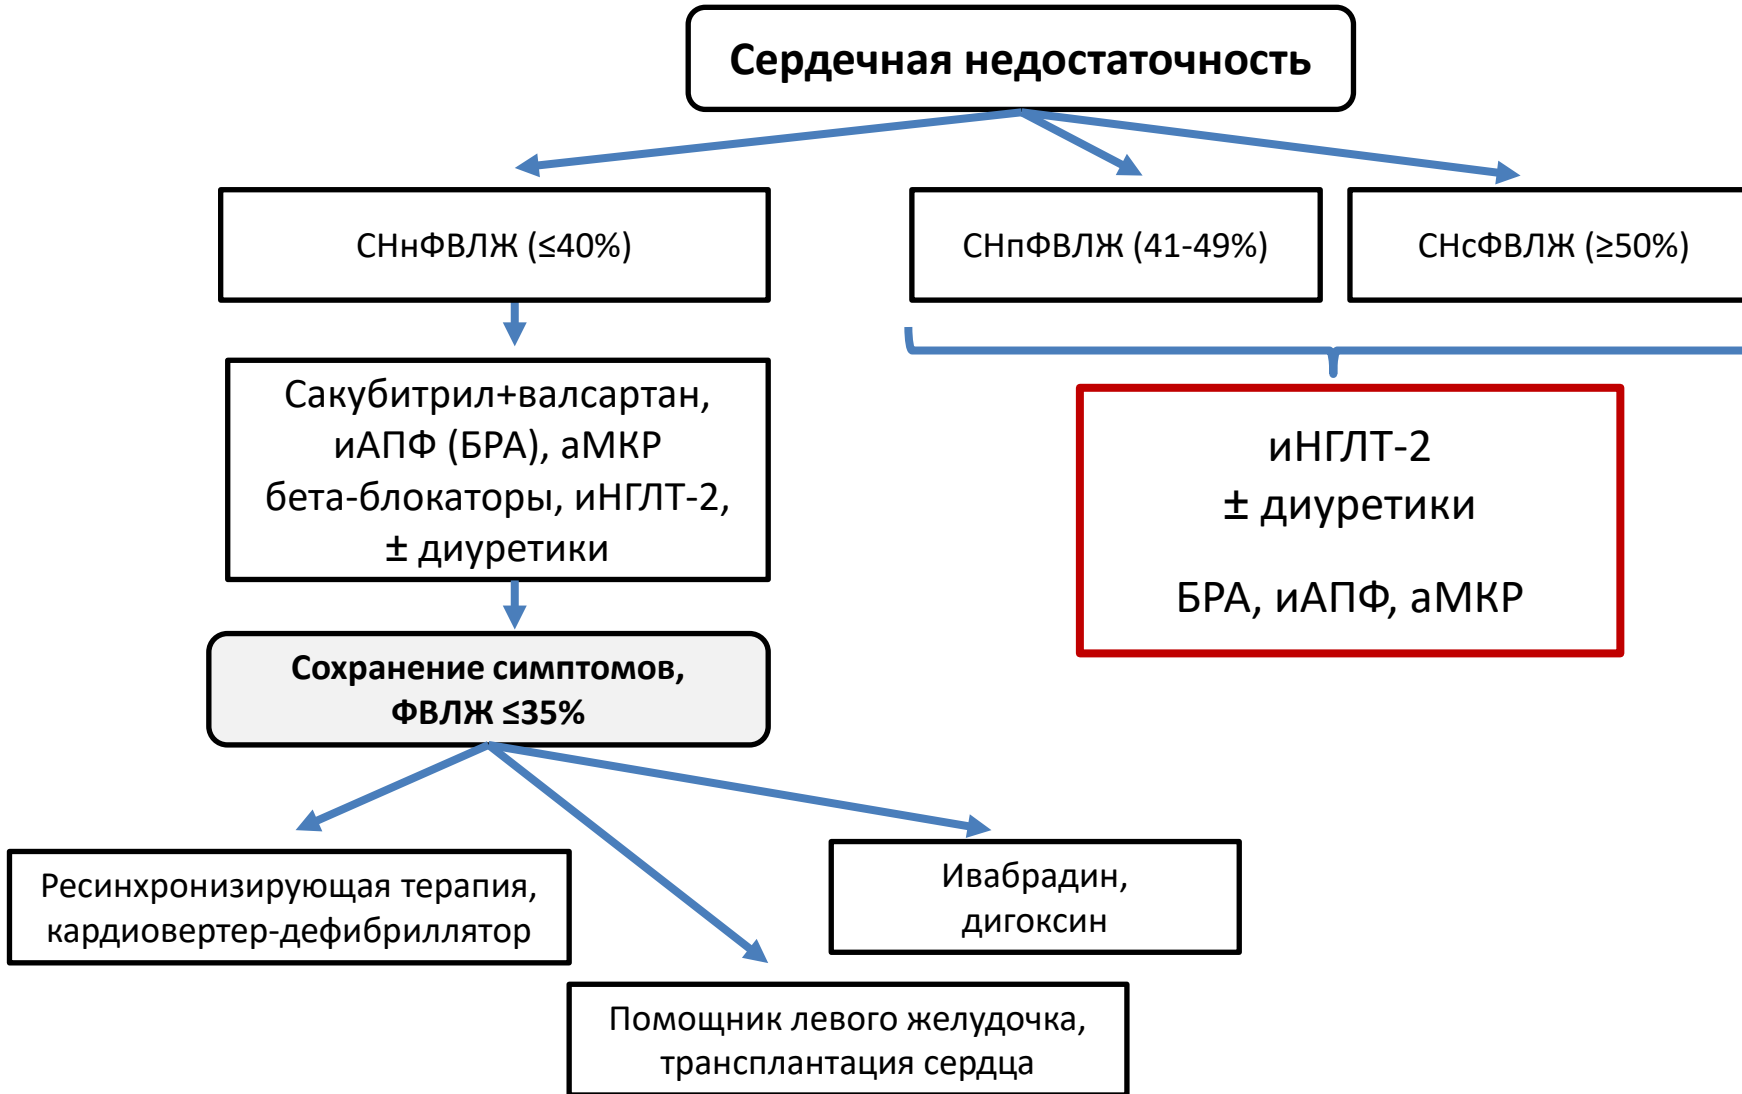 Сердечная недостаточность
СНнФВЛЖ (≤40%)
СНпФВЛЖ (41-49%)
СНсФВЛЖ (≥50%)
Сакубитрил+валсартан,
иАПФ (БРА), аМКР
бета-блокаторы, иНГЛТ-2,
± диуретики
иНГЛТ-2
± диуретики
БРА, иАПФ, аМКР
Сохранение симптомов,
ФВЛЖ ≤35%
Ресинхронизирующая терапия,
кардиовертер-дефибриллятор
Ивабрадин,
дигоксин
Помощник левого желудочка,
трансплантация сердца